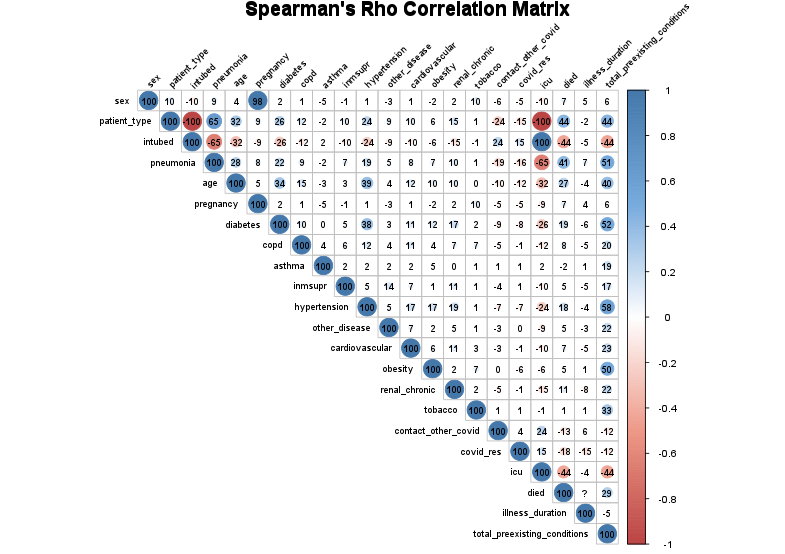 Spearman's Rho Correlation Matrix
sex patient_type intubed pneumonia age pregnancy diabetes copd asthma inmsupr hypertension other_disease cardiovascular obesity renal_chronic tobacco contact_other_covid covid_res icu died illness_duration total_preexisting_conditions
sex 100 10 -10 9 4 98 2 1 -5 -1 1 -3 1 -2 2 10 -6 -5 -10 7 5 6
patient_type 100 -100 65 32 9 26 12 -2 10 24 9 10 6 15 1 -24 -15 -100 44 -2 44
intubed 100 -65 -32 -9 -26 -12 2 -10 -24 -9 -10 -6 -15 -1 24 15 100 -44 -5 -44
pneumonia 100 28 8 22 9 -2 7 19 5 8 7 10 1 -19 -16 -65 41 7 51
age 100 5 34 15 -3 3 39 4 12 10 10 0 -10 -12 -32 27 -4 40
pregnancy 100 2 1 -5 -1 1 -3 1 -2 2 10 -5 -5 -9 7 4 6
diabetes 100 10 0 5 38 3 11 12 17 2 -9 -8 -26 19 -6 52
copd 100 4 6 12 4 11 4 7 7 -5 -1 -12 8 -5 20
asthma 100 2 2 2 2 5 0 1 1 1 2 -2 1 19
inmsupr 100 5 14 7 1 11 1 -4 1 -10 5 -5 17
hypertension 100 5 17 17 19 1 -7 -7 -24 18 -4 58
other_disease 100 7 2 5 1 -3 0 -9 5 -3 22
cardiovascular 100 6 11 3 -3 -1 -10 7 -5 23
obesity 100 2 7 0 -6 -6 5 1 50
renal_chronic 100 2 -5 -1 -15 11 -8 22
tobacco 100 1 1 -1 1 1 33
contact_other_covid 100 4 24 -13 6 -12
covid_res 100 15 -18 -15 -12
icu 100 -44 -4 -44
died 100 ? 29
illness_duration 100 -5
total_preexisting_conditions 100
1
0.8
0.6
0.4
0.2
0
-0.2
-0.4
-0.6
-0.8
-1